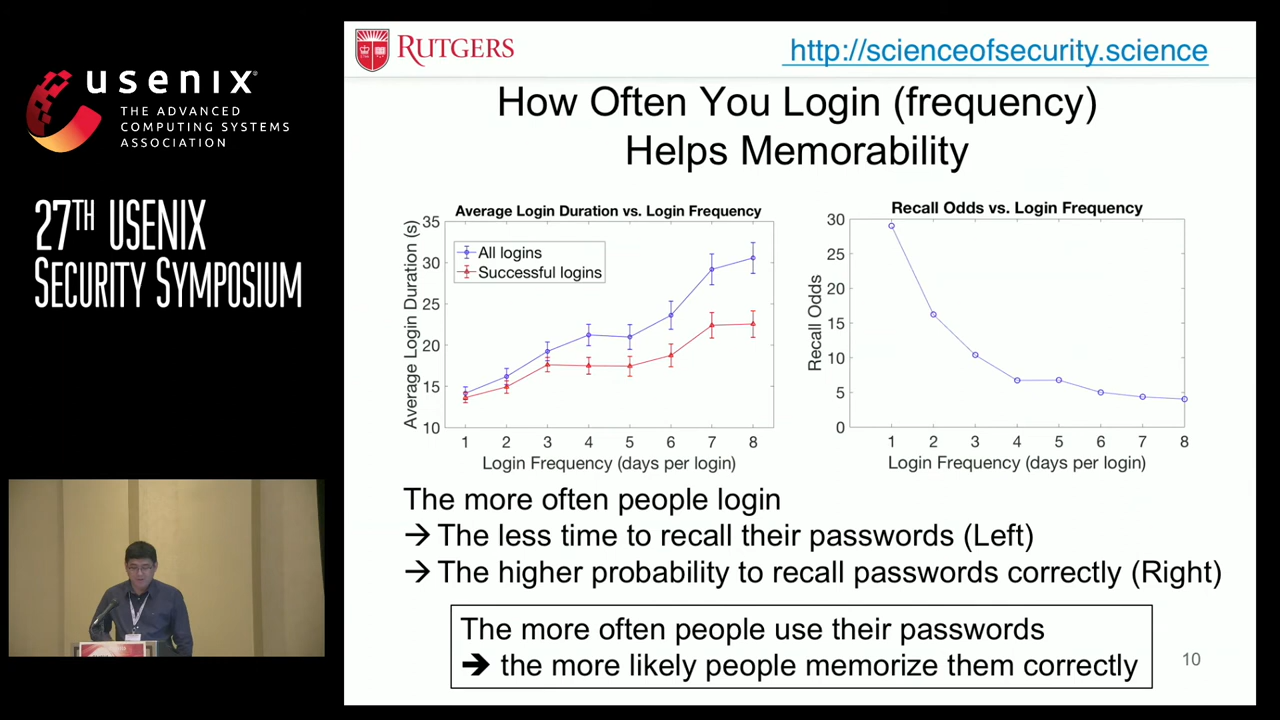 usenix
THE ADVANCED
COMPUTING SYSTEMS
ASSOCIATION
27TH USENIX
SECURITY SYMPOSIUM
RUTGERS
http://scienceofsecurity.science
How Often You Login (frequency)
Helps Memorability
Average Login Duration vs. Login Frequency
Average Login Duration (s)
35
30
25
20
15
10
All logins
Successful logins
1 2 3 4 5 6 7 8
Login Frequency (days per login)
Recall Odds vs. Login Frequency
Recall Odds
30
25
20
15
10
5
0
1 2 3 4 5 6 7 8
Login Frequency (days per login)
The more often people login
→ The less time to recall their passwords (Left)
→ The higher probability to recall passwords correctly (Right)
The more often people use their passwords
➔ the more likely people memorize them correctly
10